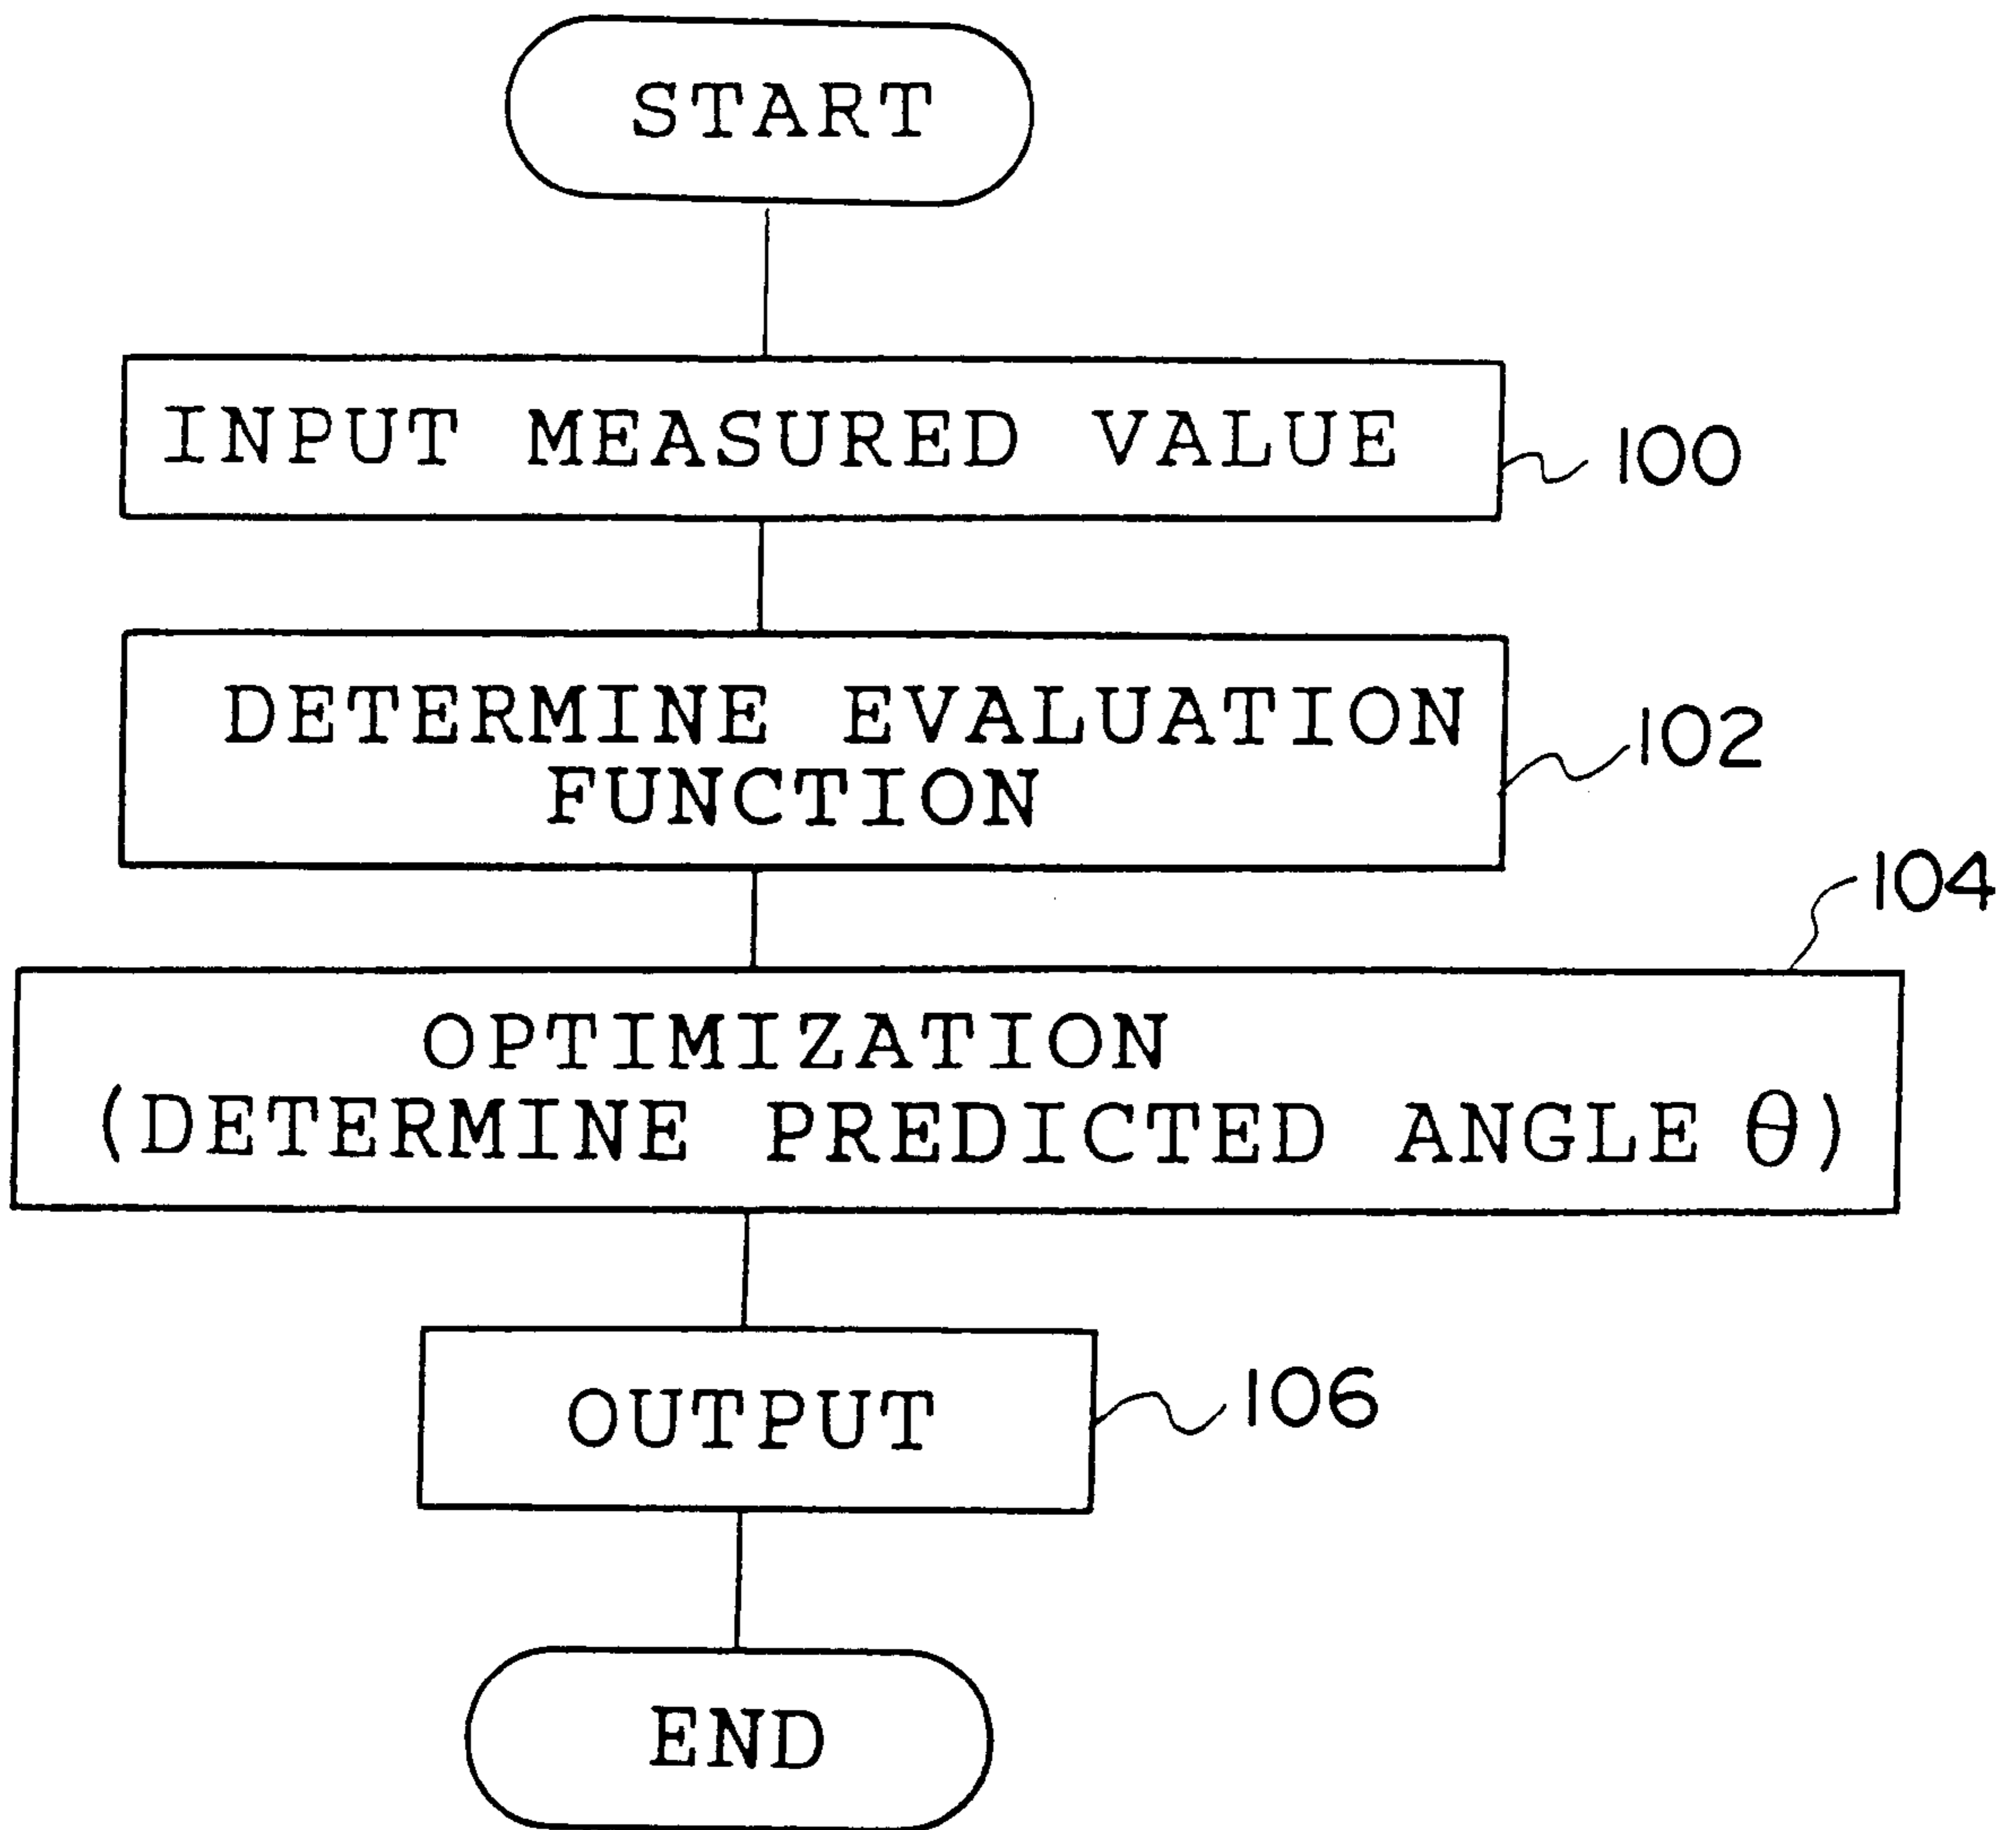 START
INPUT MEASURED VALUE
100
DETERMINE EVALUATION
FUNCTION
102
104
OPTIMIZATION
(DETERMINE PREDICTED ANGLE θ)
OUTPUT
106
END